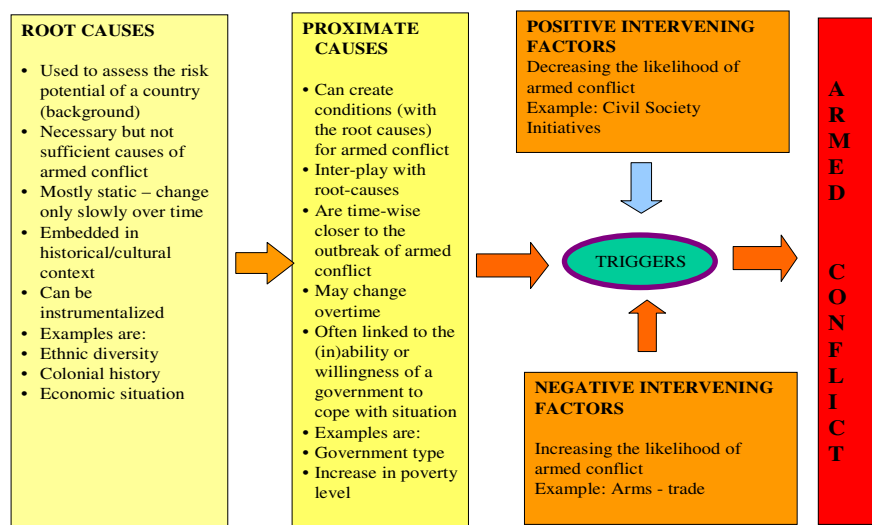 ROOT CAUSES
• Used to assess the risk
potential of a country
(background)
• Necessary but not
sufficient causes of
armed conflict
• Mostly static – change
only slowly over time
• Embedded in
historical/cultural
context
• Can be
instrumentalized
• Examples are:
• Ethnic diversity
• Colonial history
• Economic situation
PROXIMATE
CAUSES
• Can create
conditions (with
the root causes)
for armed conflict
• Inter-play with
root-causes
• Are time-wise
closer to the
outbreak of armed
conflict
• May change
overtime
• Often linked to the
(in)ability or
willingness of a
government to
cope with situation
• Examples are:
• Government type
• Increase in poverty
level
POSITIVE INTERVENING
FACTORS
Decreasing the likelihood of
armed conflict
Example: Civil Society
Initiatives
TRIGGERS
NEGATIVE INTERVENING
FACTORS
Increasing the likelihood of
armed conflict
Example: Arms - trade
ARMED
CONFLICT